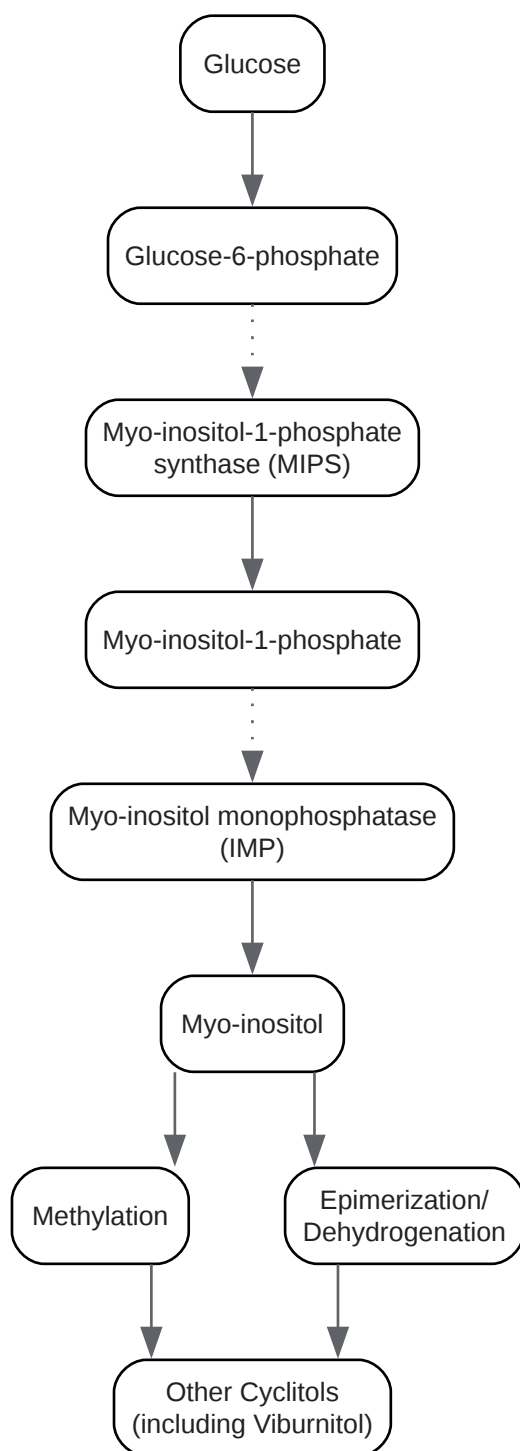 Glucose
Glucose-6-phosphate
Myo-inositol-1-phosphate
synthase (MIPS)
Myo-inositol-1-phosphate
Myo-inositol monophosphatase
(IMP)
Myo-inositol
Methylation
Epimerization/
Dehydrogenation
Other Cyclitols
(including Viburnitol)